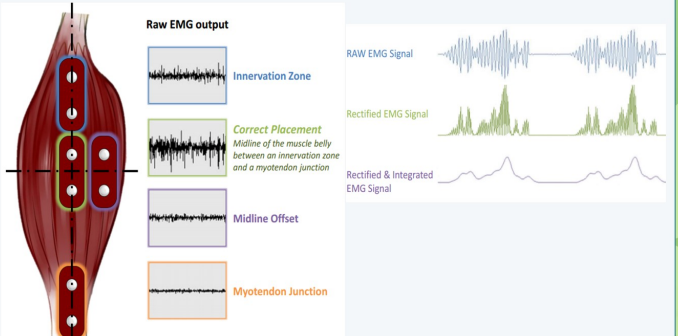 Raw EMG output
Innervation Zone
Correct Placement
Midline of the muscle belly
between an innervation zone
and a myotendon junction
Midline Offset
Myotendon Junction
RAW EMG Signal
Rectified EMG Signal
Rectified & Integrated
EMG Signal